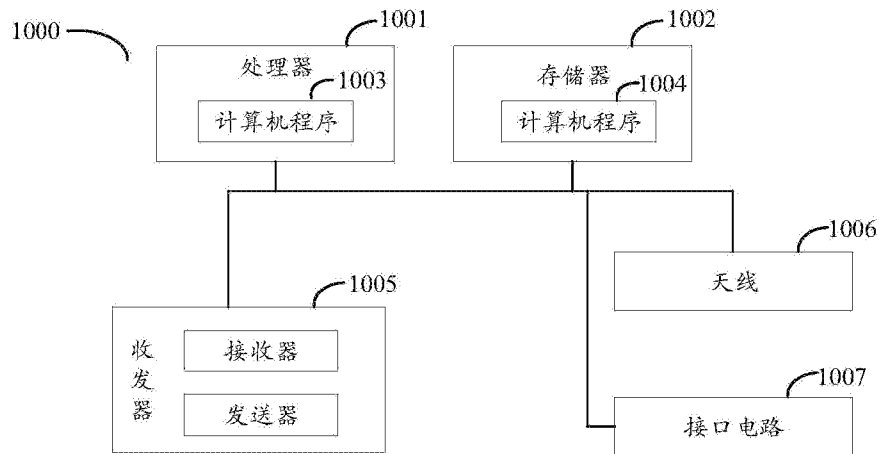 1000
1001
处理器
1003
计算机程序
1002
存储器
1004
计算机程序
1005
收发器
接收器
发送器
1006
天线
1007
接口电路